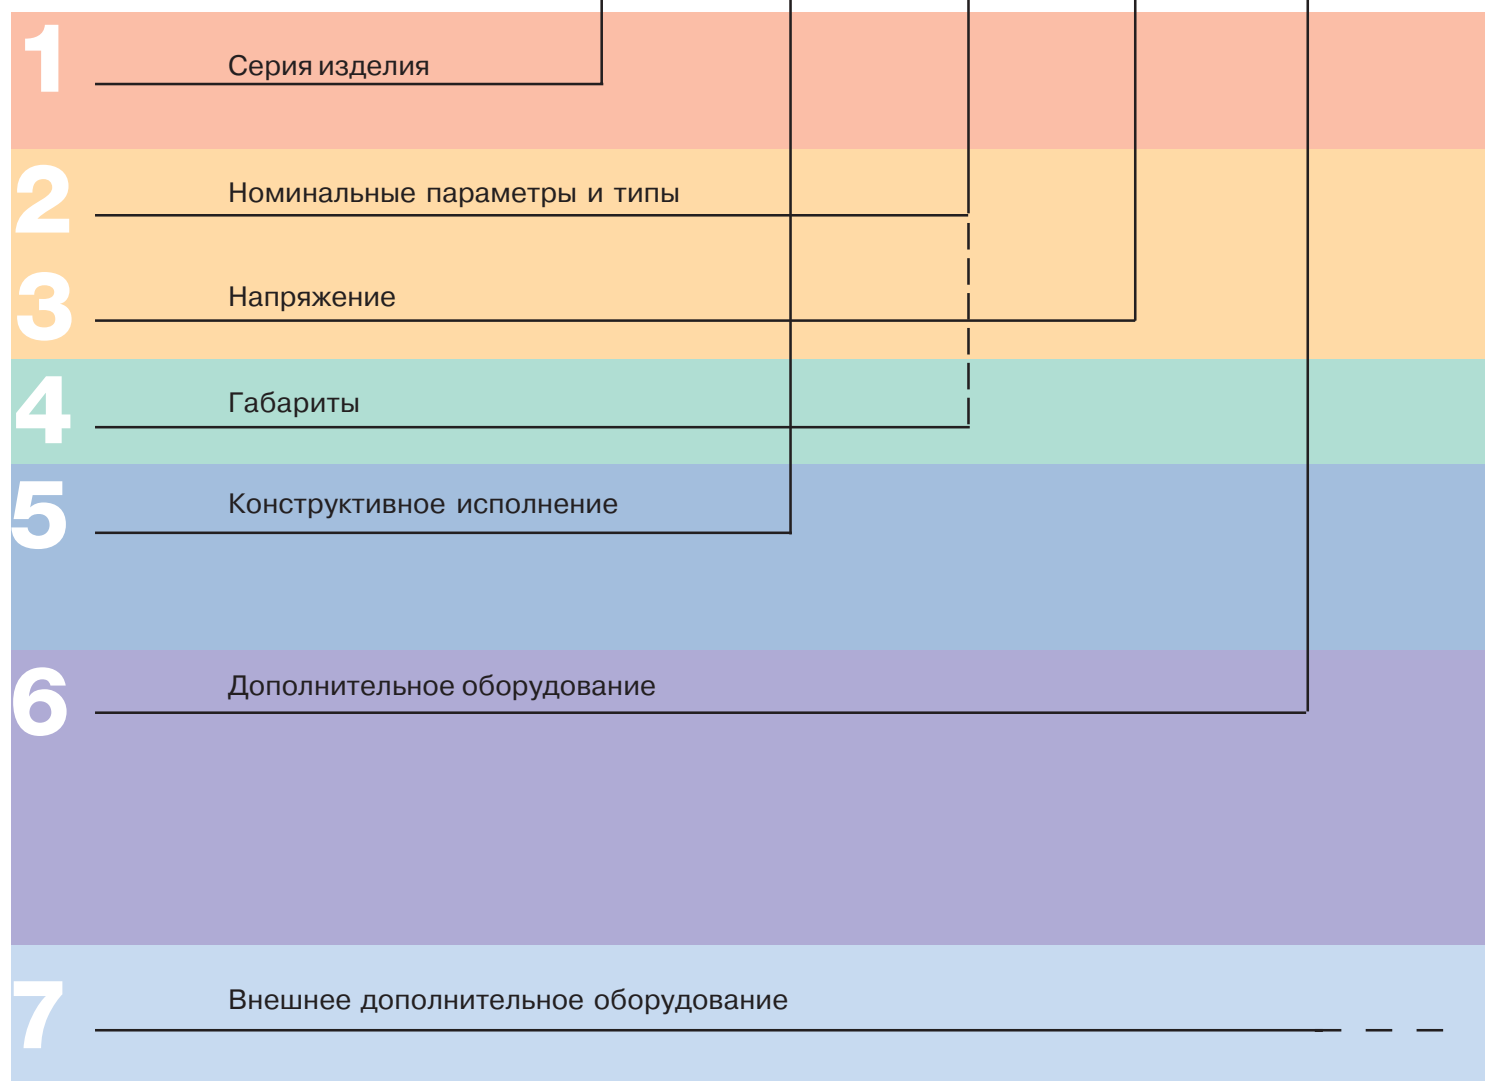 1 Серия изделия
2 Номинальные параметры и типы
3 Напряжение
4 Габариты
5 Конструктивное исполнение
6 Дополнительное оборудование
7 Внешнее дополнительное оборудование